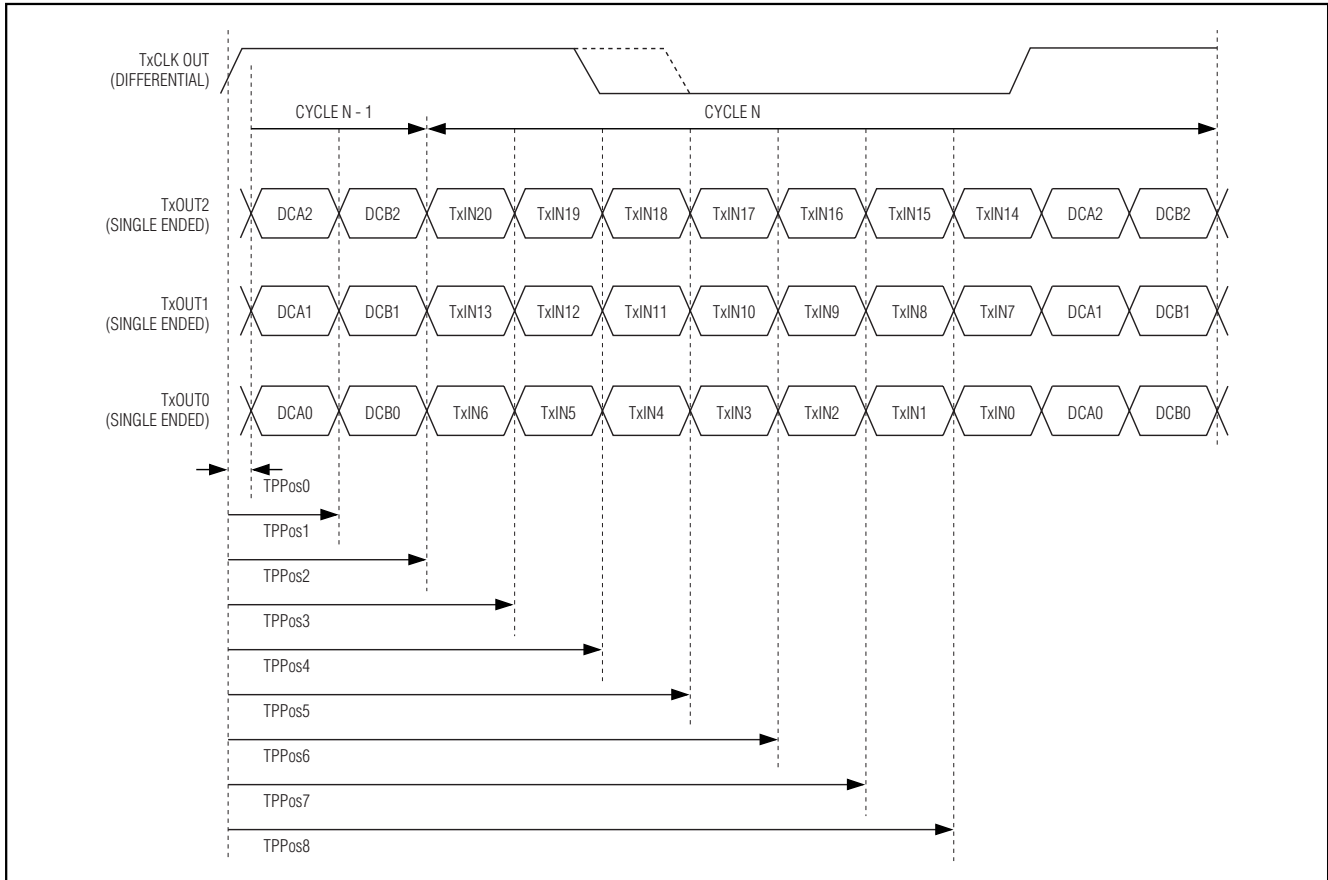 TxCLK OUT
(DIFFERENTIAL)
CYCLE N - 1
CYCLE N
TxOUT2
(SINGLE ENDED)
DCA2 DCB2 TxIN20 TxIN19 TxIN18 TxIN17 TxIN16 TxIN15 TxIN14 DCA2 DCB2
TxOUT1
(SINGLE ENDED)
DCA1 DCB1 TxIN13 TxIN12 TxIN11 TxIN10 TxIN9 TxIN8 TxIN7 DCA1 DCB1
TxOUT0
(SINGLE ENDED)
DCA0 DCB0 TxIN6 TxIN5 TxIN4 TxIN3 TxIN2 TxIN1 TxIN0 DCA0 DCB0
TPPos0
TPPos1
TPPos2
TPPos3
TPPos4
TPPos5
TPPos6
TPPos7
TPPos8